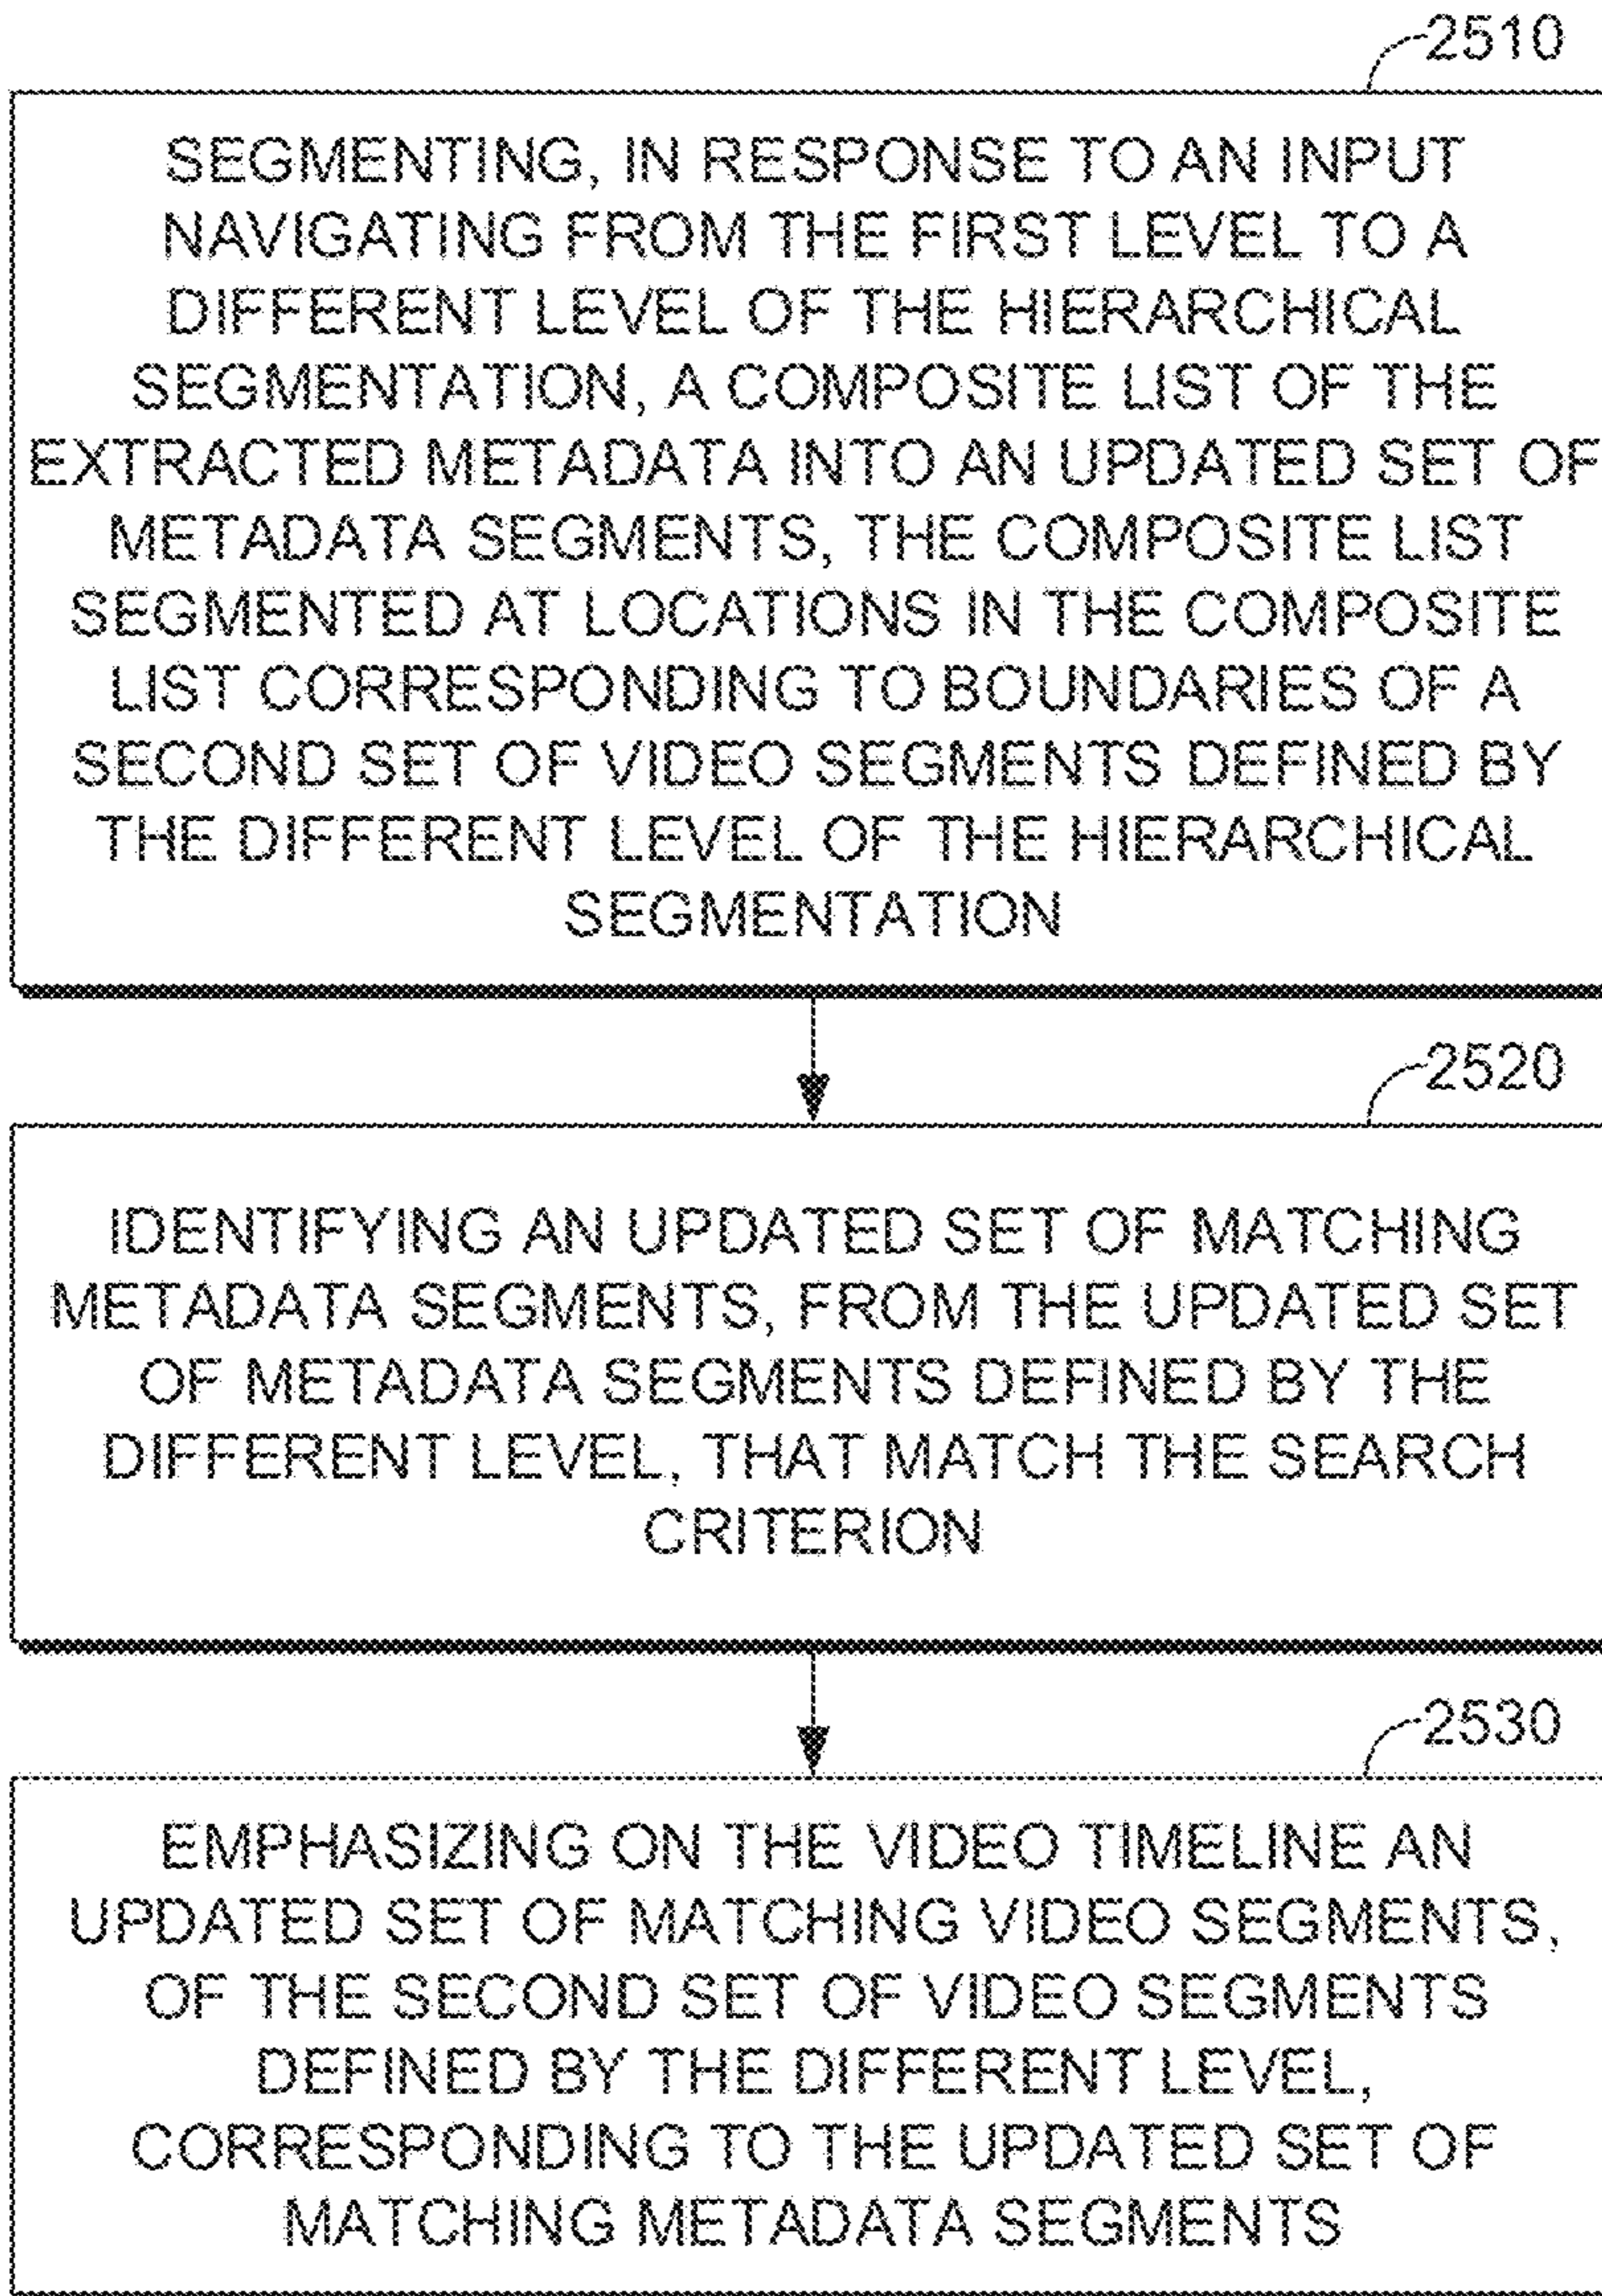 2510
SEGMENTING, IN RESPONSE TO AN INPUT
NAVIGATING FROM THE FIRST LEVEL TO A
DIFFERENT LEVEL OF THE HIERARCHICAL
SEGMENTATION, A COMPOSITE LIST OF THE
EXTRACTED METADATA INTO AN UPDATED SET OF
METADATA SEGMENTS, THE COMPOSITE LIST
SEGMENTED AT LOCATIONS IN THE COMPOSITE
LIST CORRESPONDING TO BOUNDARIES OF A
SECOND SET OF VIDEO SEGMENTS DEFINED BY
THE DIFFERENT LEVEL OF THE HIERARCHICAL
SEGMENTATION
2520
IDENTIFYING AN UPDATED SET OF MATCHING
METADATA SEGMENTS, FROM THE UPDATED SET
OF METADATA SEGMENTS DEFINED BY THE
DIFFERENT LEVEL, THAT MATCH THE SEARCH
CRITERION
2530
EMPHASIZING ON THE VIDEO TIMELINE AN
UPDATED SET OF MATCHING VIDEO SEGMENTS,
OF THE SECOND SET OF VIDEO SEGMENTS
DEFINED BY THE DIFFERENT LEVEL,
CORRESPONDING TO THE UPDATED SET OF
MATCHING METADATA SEGMENTS